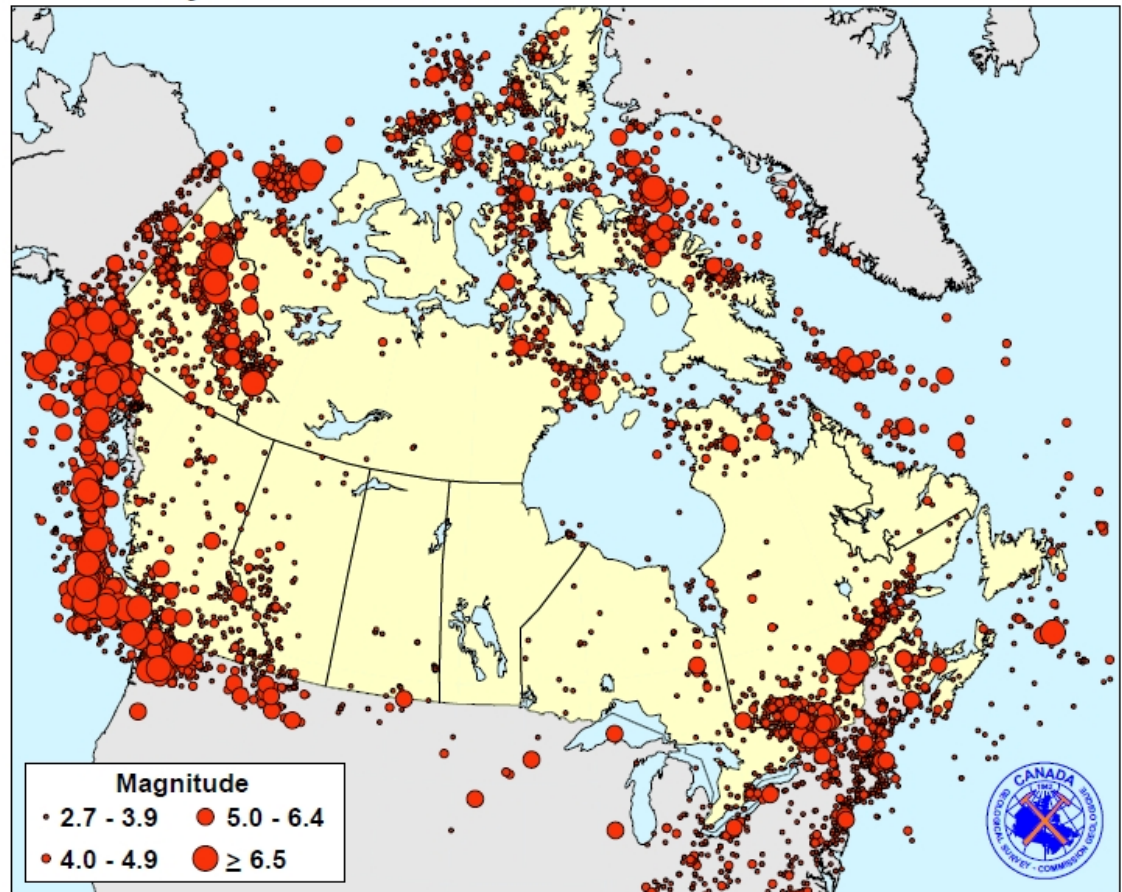 Magnitude
2.7 - 3.9
5.0 - 6.4
4.0 - 4.9
≥ 6.5
CANADA
1842
GEOLOGICAL SURVEY - COMMISSION GEOLOGIQUE